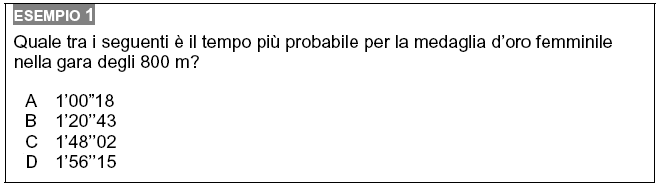 ESEMPIO 1
Quale tra i seguenti è il tempo più probabile per la medaglia d'oro femminile
nella gara degli 800 m?
A 1'00"18
B 1'20''43
C 1'48''02
D 1'56''15